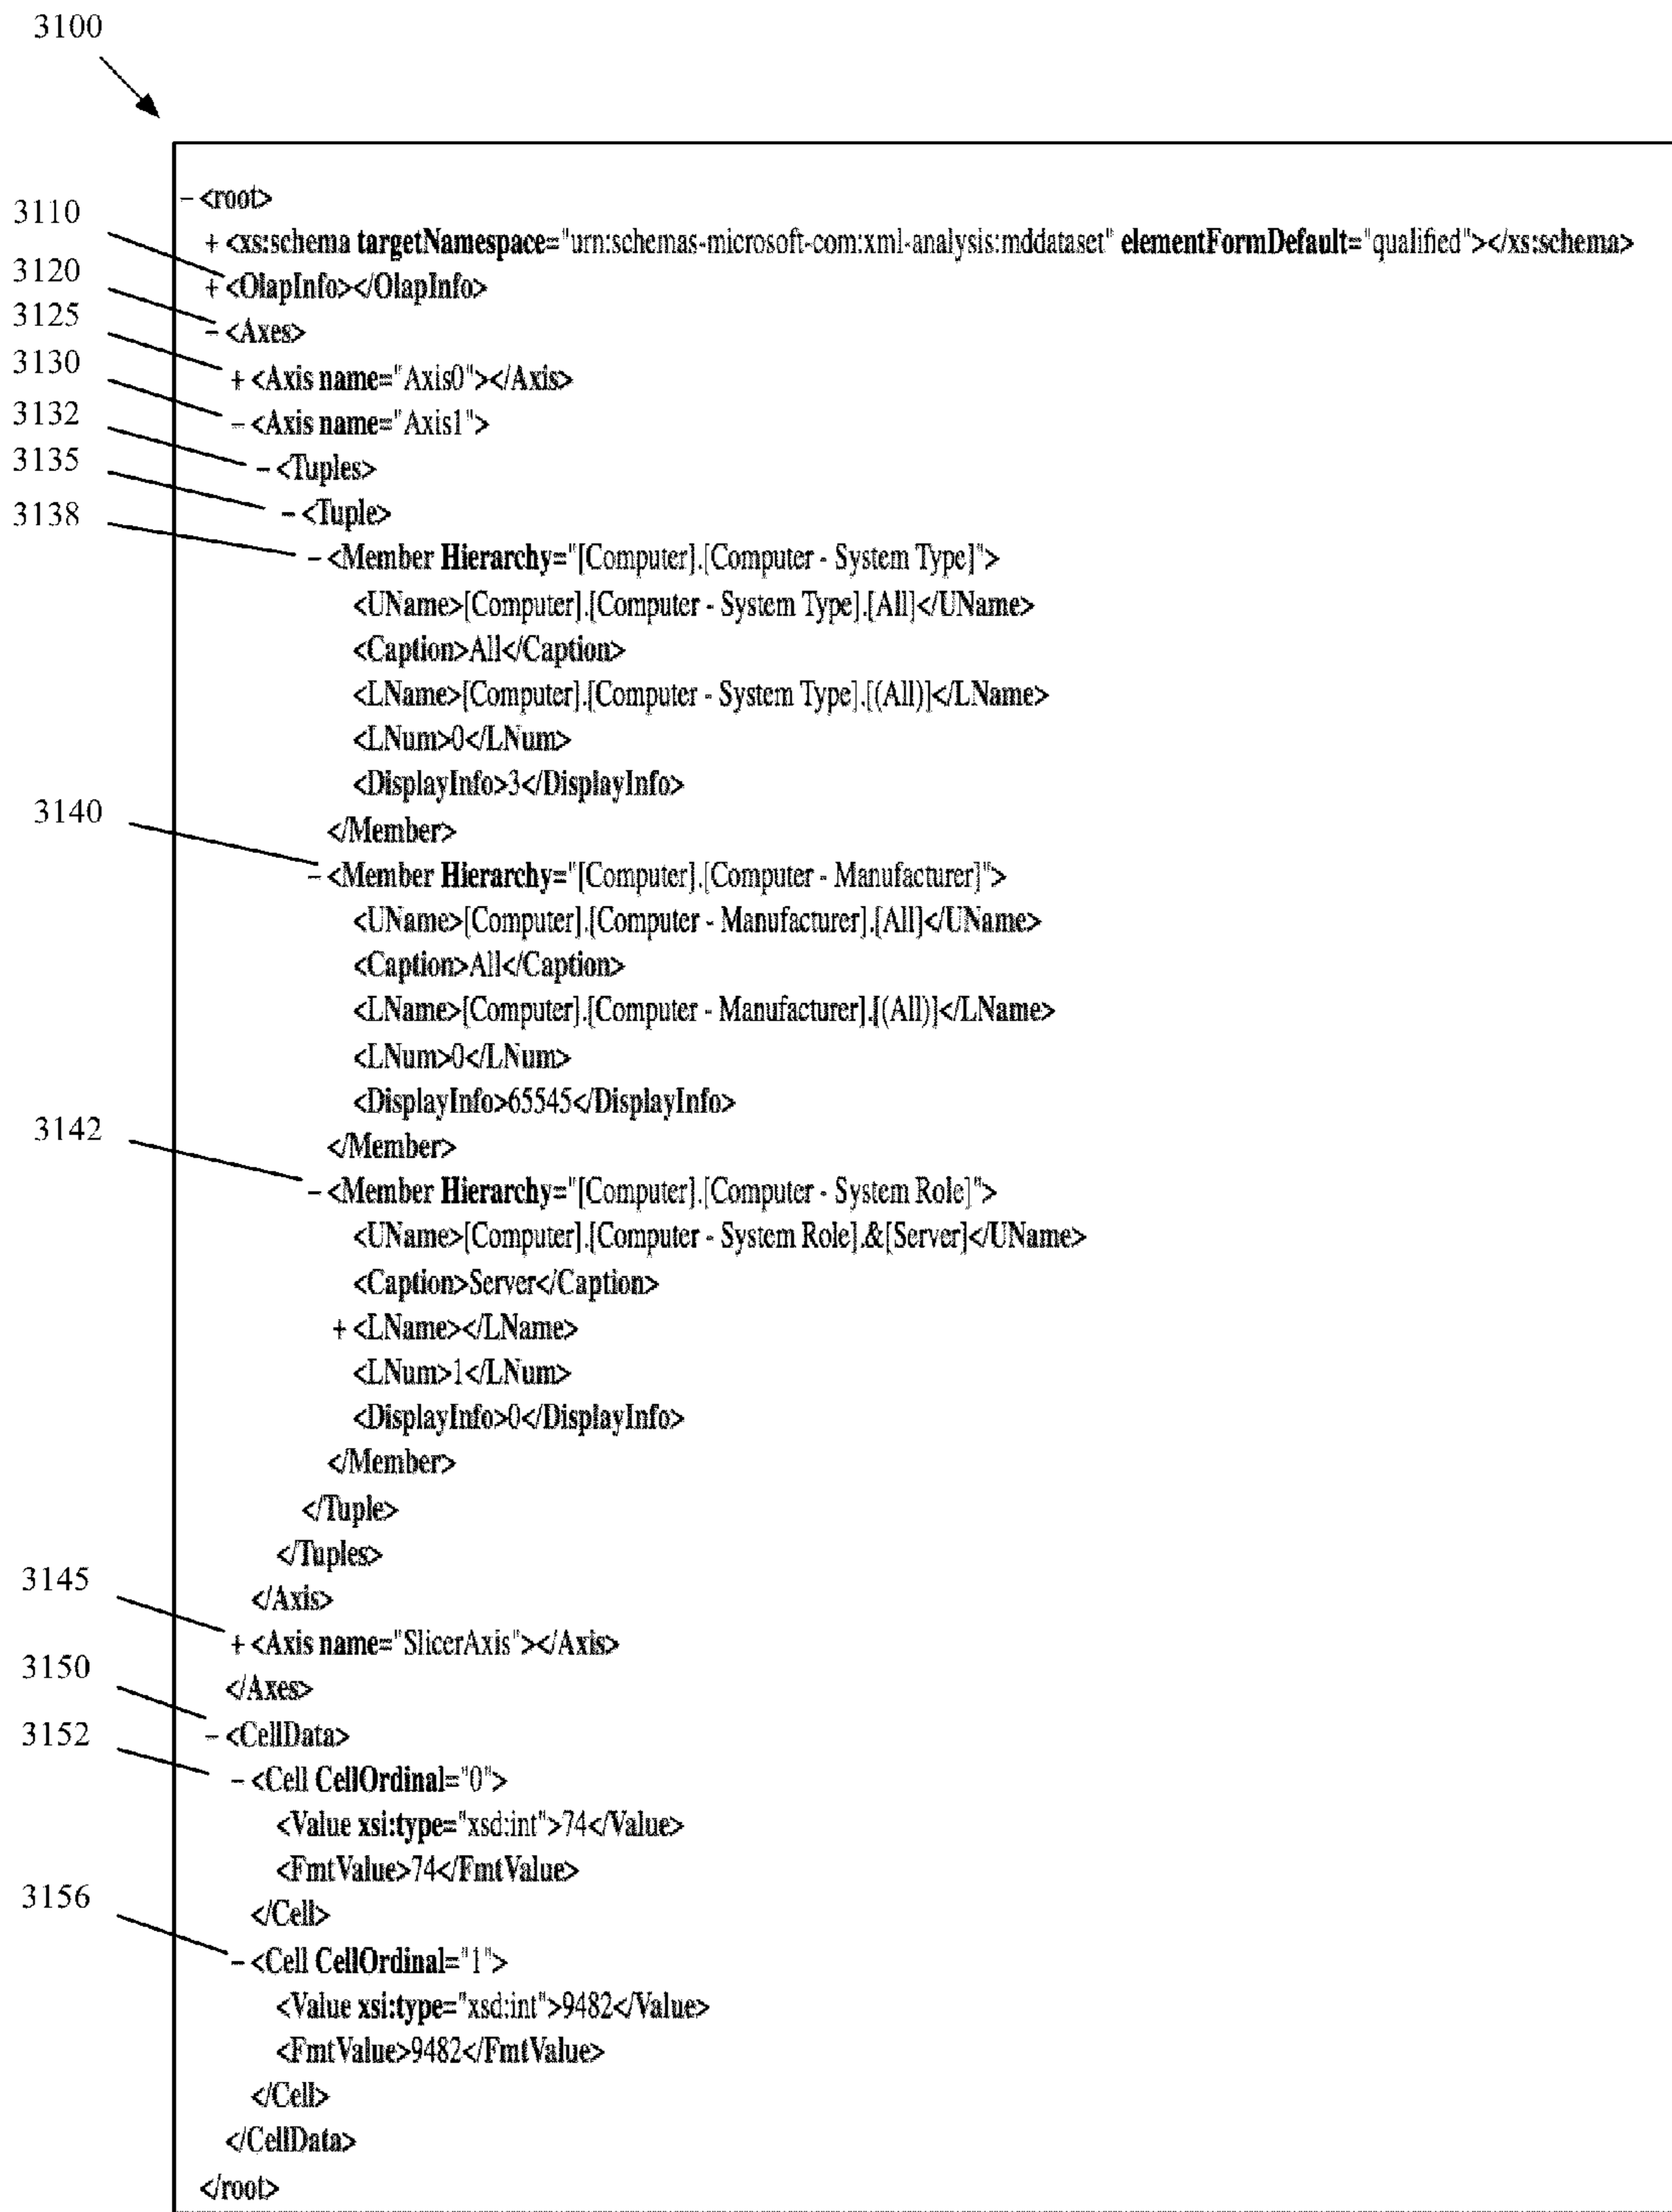 3100
- <root>
3110
+ <xs:schema targetNamespace="urn:schemas-microsoft-com:xml-analysis:mddataset" elementFormDefault="qualified"></xs:schema>
3120
+ <OlapInfo></OlapInfo>
3125
- <Axes>
3130
+ <Axis name="Axis0"></Axis>
3132
- <Axis name="Axis1">
3135
- <Tuples>
3138
- <Tuple>
- <Member Hierarchy="[Computer].[Computer - System Type]">
<UName>[Computer].[Computer - System Type].[All]</UName>
<Caption>All</Caption>
<LName>[Computer].[Computer - System Type].[(All)]</LName>
<LNum>0</LNum>
<DisplayInfo>3</DisplayInfo>
3140
</Member>
- <Member Hierarchy="[Computer].[Computer - Manufacturer]">
<UName>[Computer].[Computer - Manufacturer].[All]</UName>
<Caption>All</Caption>
<LName>[Computer].[Computer - Manufacturer].[(All)]</LName>
<LNum>0</LNum>
<DisplayInfo>65545</DisplayInfo>
3142
</Member>
- <Member Hierarchy="[Computer].[Computer - System Role]">
<UName>[Computer].[Computer - System Role].&[Server]</UName>
<Caption>Server</Caption>
+ <LName></LName>
<LNum>1</LNum>
<DisplayInfo>0</DisplayInfo>
</Member>
</Tuple>
</Tuples>
3145
</Axis>
+ <Axis name="SlicerAxis"></Axis>
3150
</Axes>
3152
- <CellData>
- <Cell CellOrdinal="0">
<Value xsi:type="xsd:int">74</Value>
<FmtValue>74</FmtValue>
3156
</Cell>
- <Cell CellOrdinal="1">
<Value xsi:type="xsd:int">9482</Value>
<FmtValue>9482</FmtValue>
</Cell>
</CellData>
</root>